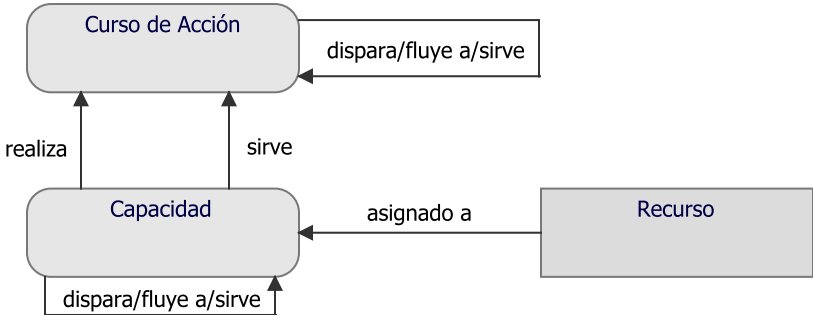 Curso de Acción
dispara/fluye a/sirve
realiza
sirve
Capacidad
asignado a
Recurso
dispara/fluye a/sirve